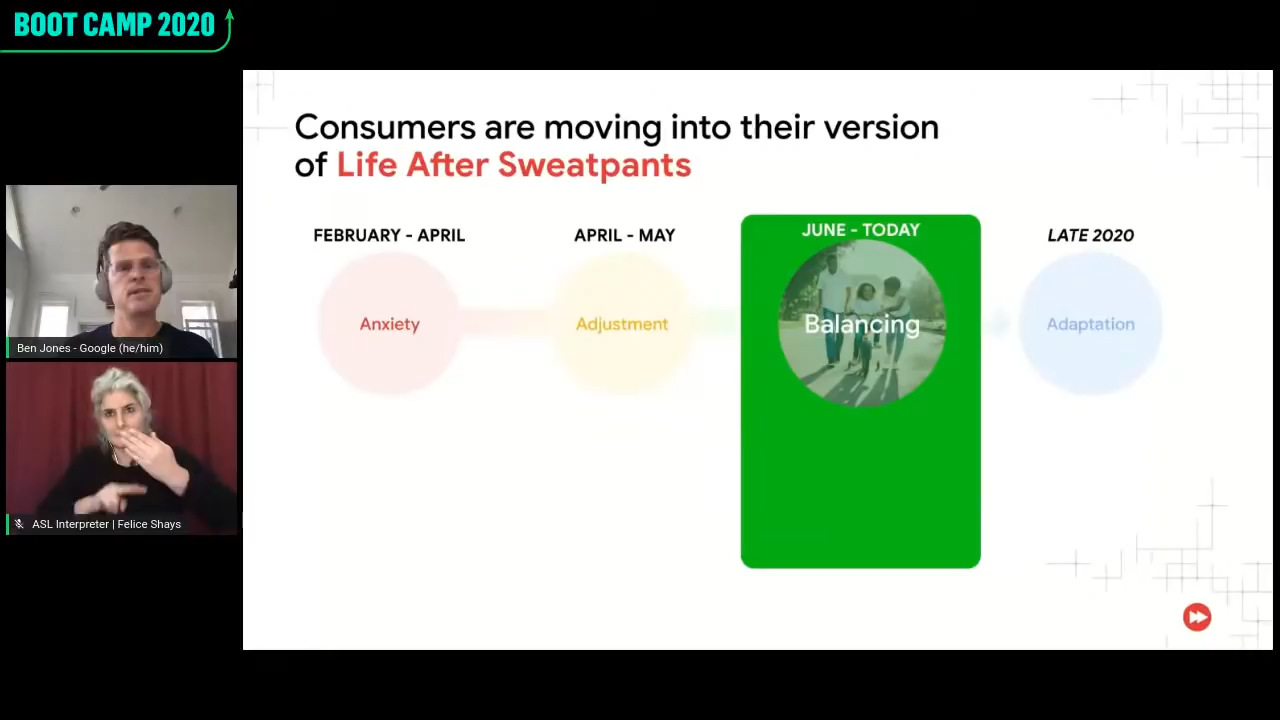 BOOT CAMP 2020
Consumers are moving into their version
of Life After Sweatpants
FEBRUARY - APRIL
APRIL - MAY
JUNE - TODAY
LATE 2020
Anxiety
Adjustment
Balancing
Adaptation
Ben Jones - Google (he/him)
ASL Interpreter | Felice Shays